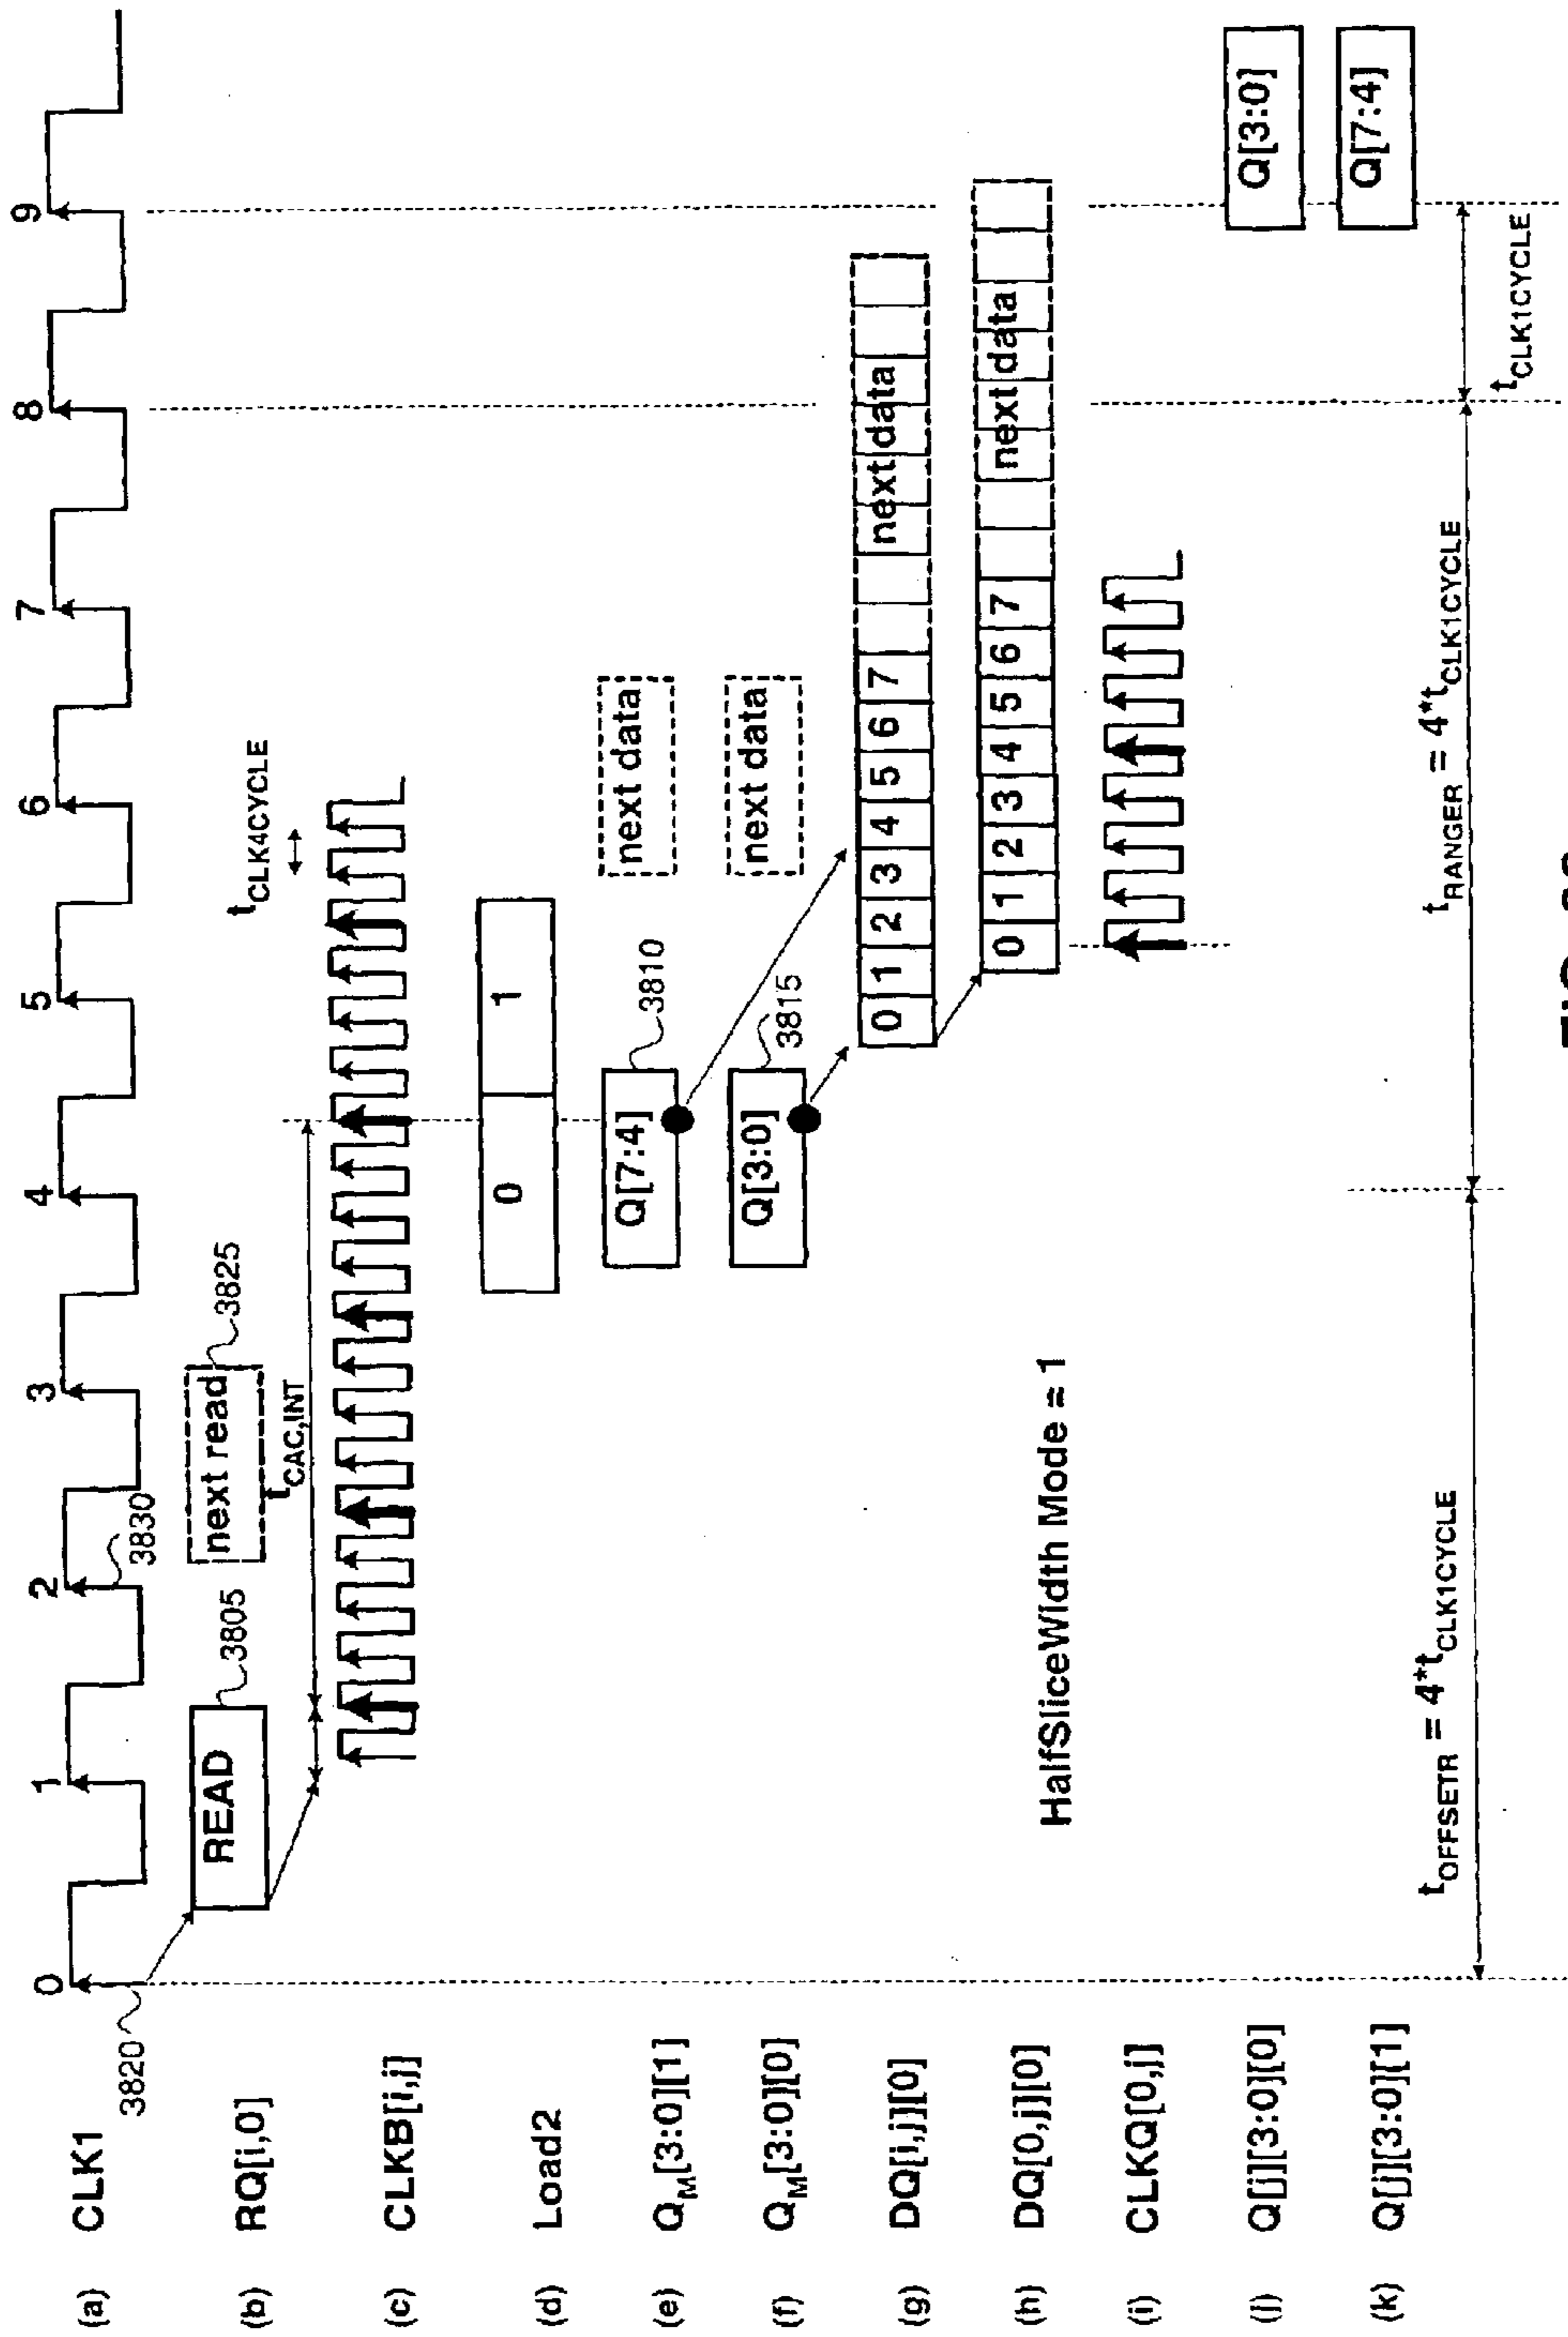 0 1 2 3 4 5 6 7 8 9
(a) CLK1
3820
3830
(b) RQ[i,0]
READ
3805
next read
3825
tCAC,INT
tCLK4CYCLE
(c) CLKB[i,j]
(d) Load2
0 1
(e) QM[3:0][1]
Q[7:4]
3810
next data
(f) QM[3:0][0]
Q[3:0]
3815
next data
(g) DQ[i,j][0]
0 1 2 3 4 5 6 7 next data
(h) DQ[0,j][0]
0 1 2 3 4 5 6 7 next data
HalfSliceWidth Mode = 1
(i) CLKQ[0,j]
(j) Q[j][3:0][0]
Q[3:0]
(k) Q[j][3:0][1]
Q[7:4]
tOFFSETR = 4*tCLK1CYCLE
tRANGER = 4*tCLK1CYCLE
tCLK1CYCLE